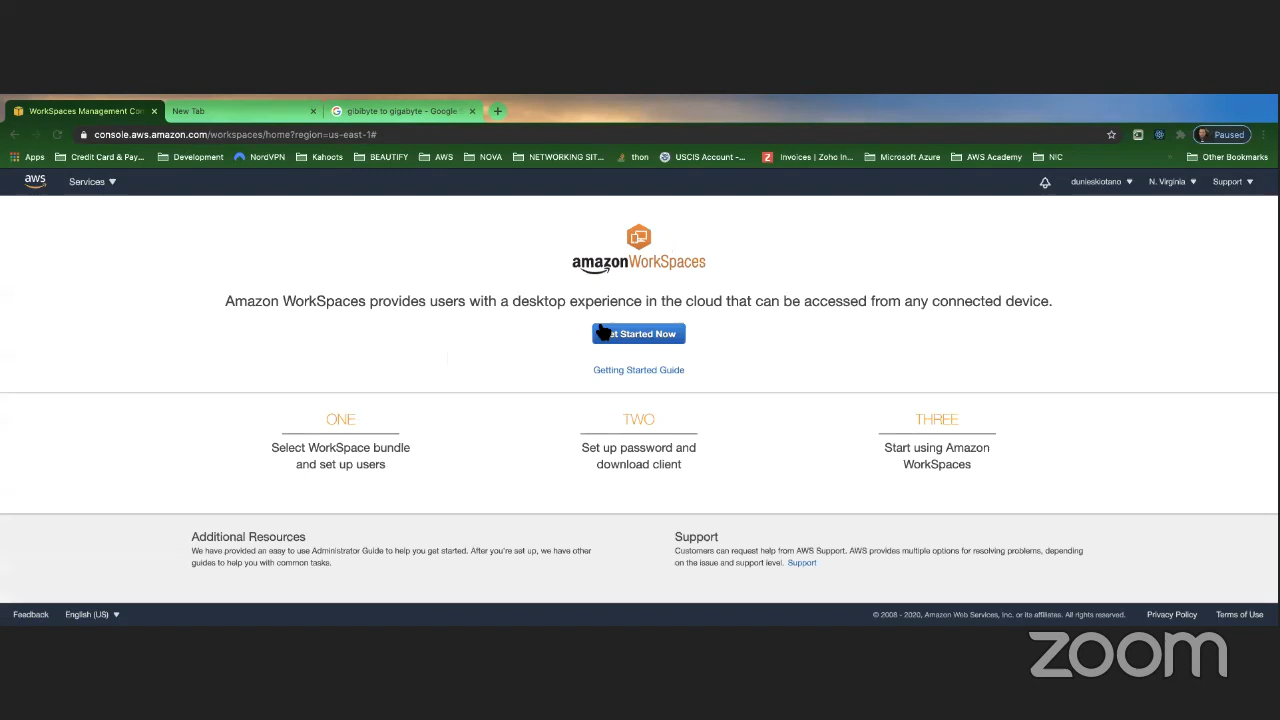 WorkSpaces Management Con
New Tab
gibibyte to gigabyte - Google
console.aws.amazon.com/workspaces/home?region=us-east-1#
Paused
Apps Credit Card & Pay... Development NordVPN Kahoots BEAUTIFY AWS NOVA NETWORKING SIT... thon USCIS Account -... Invoices | Zoho In... Microsoft Azure AWS Academy NIC Other Bookmarks
aws Services dunieskiotano N. Virginia Support
amazon WorkSpaces
Amazon WorkSpaces provides users with a desktop experience in the cloud that can be accessed from any connected device.
et Started Now
Getting Started Guide
ONE
Select WorkSpace bundle
and set up users
TWO
Set up password and
download client
THREE
Start using Amazon
WorkSpaces
Additional Resources
We have provided an easy to use Administrator Guide to help you get started. After you're set up, we have other
guides to help you with common tasks.
Support
Customers can request help from AWS Support. AWS provides multiple options for resolving problems, depending
on the issue and support level. Support
Feedback English (US) © 2008 - 2020, Amazon Web Services, Inc. or its affiliates. All rights reserved. Privacy Policy Terms of Use
zoom